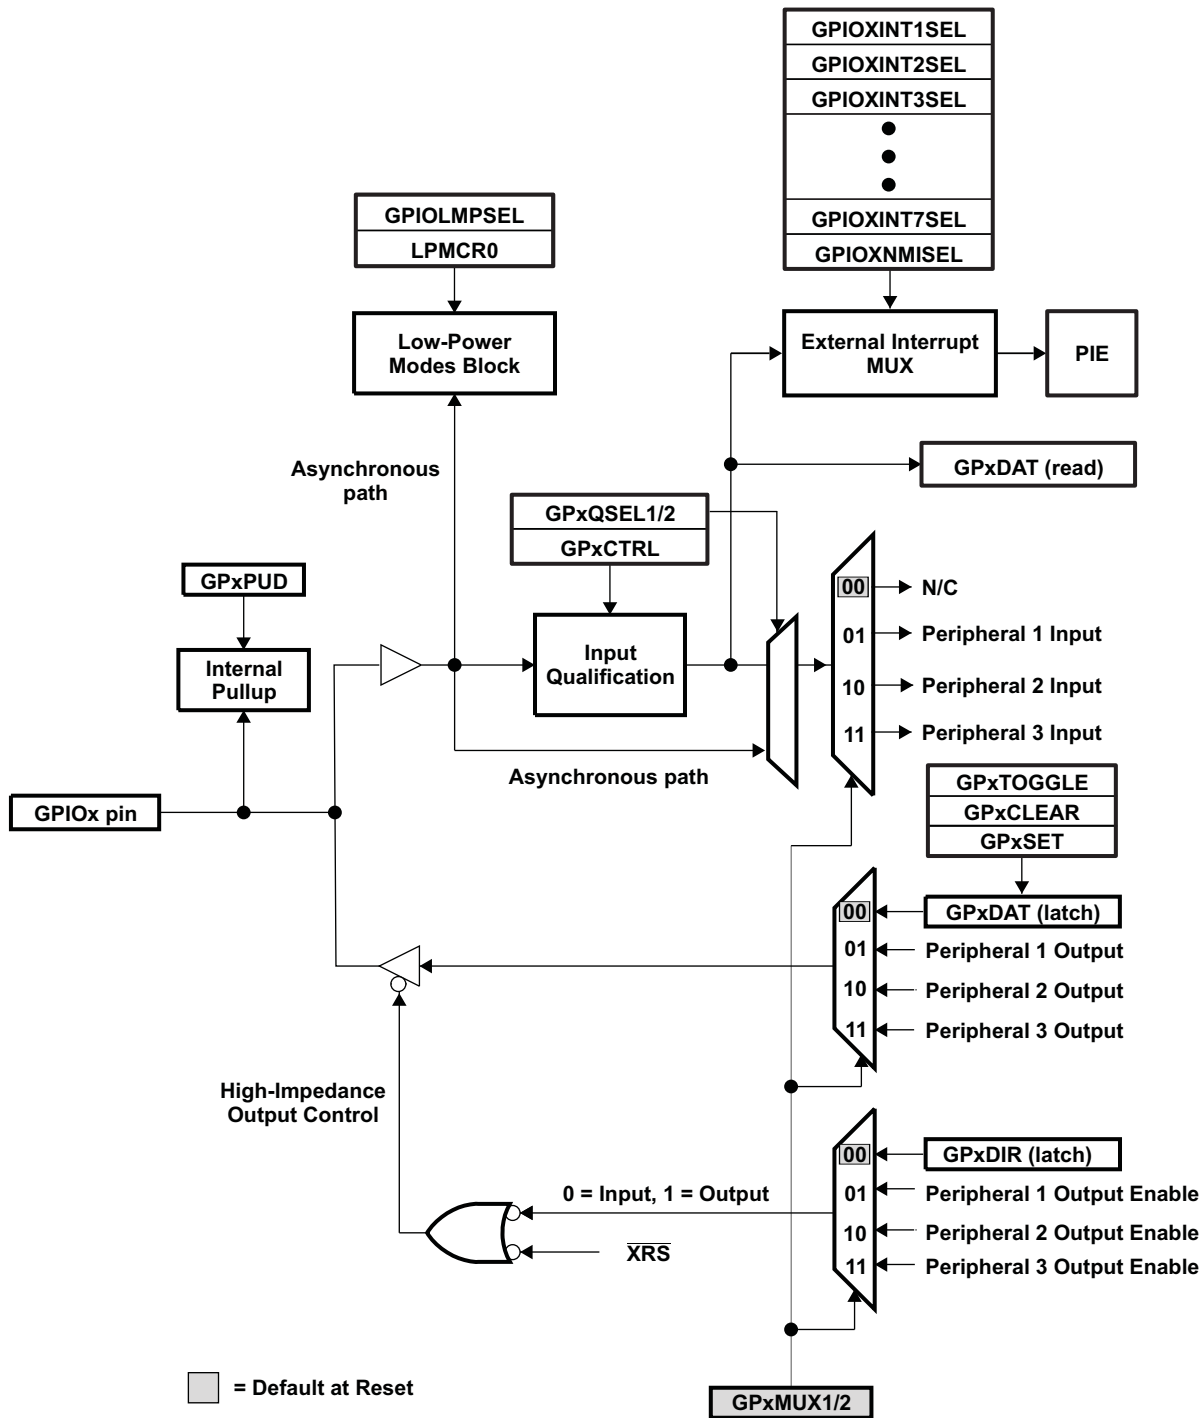 GPIOXINT1SEL
GPIOXINT2SEL
GPIOXINT3SEL
GPIOXINT7SEL
GPIOXNMISEL
GPIOLMPSEL
LPMCR0
Low-Power
Modes Block
External Interrupt
MUX
PIE
Asynchronous
path
GPxDAT (read)
GPxQSEL1/2
GPxCTRL
GPxPUD
Internal
Pullup
Input
Qualification
00
N/C
01
Peripheral 1 Input
10
Peripheral 2 Input
11
Peripheral 3 Input
Asynchronous path
GPIOx pin
GPxTOGGLE
GPxCLEAR
GPxSET
00
GPxDAT (latch)
01
Peripheral 1 Output
10
Peripheral 2 Output
11
Peripheral 3 Output
High-Impedance
Output Control
00
GPxDIR (latch)
0 = Input, 1 = Output
01
Peripheral 1 Output Enable
10
Peripheral 2 Output Enable
11
Peripheral 3 Output Enable
XRS
= Default at Reset
GPxMUX1/2